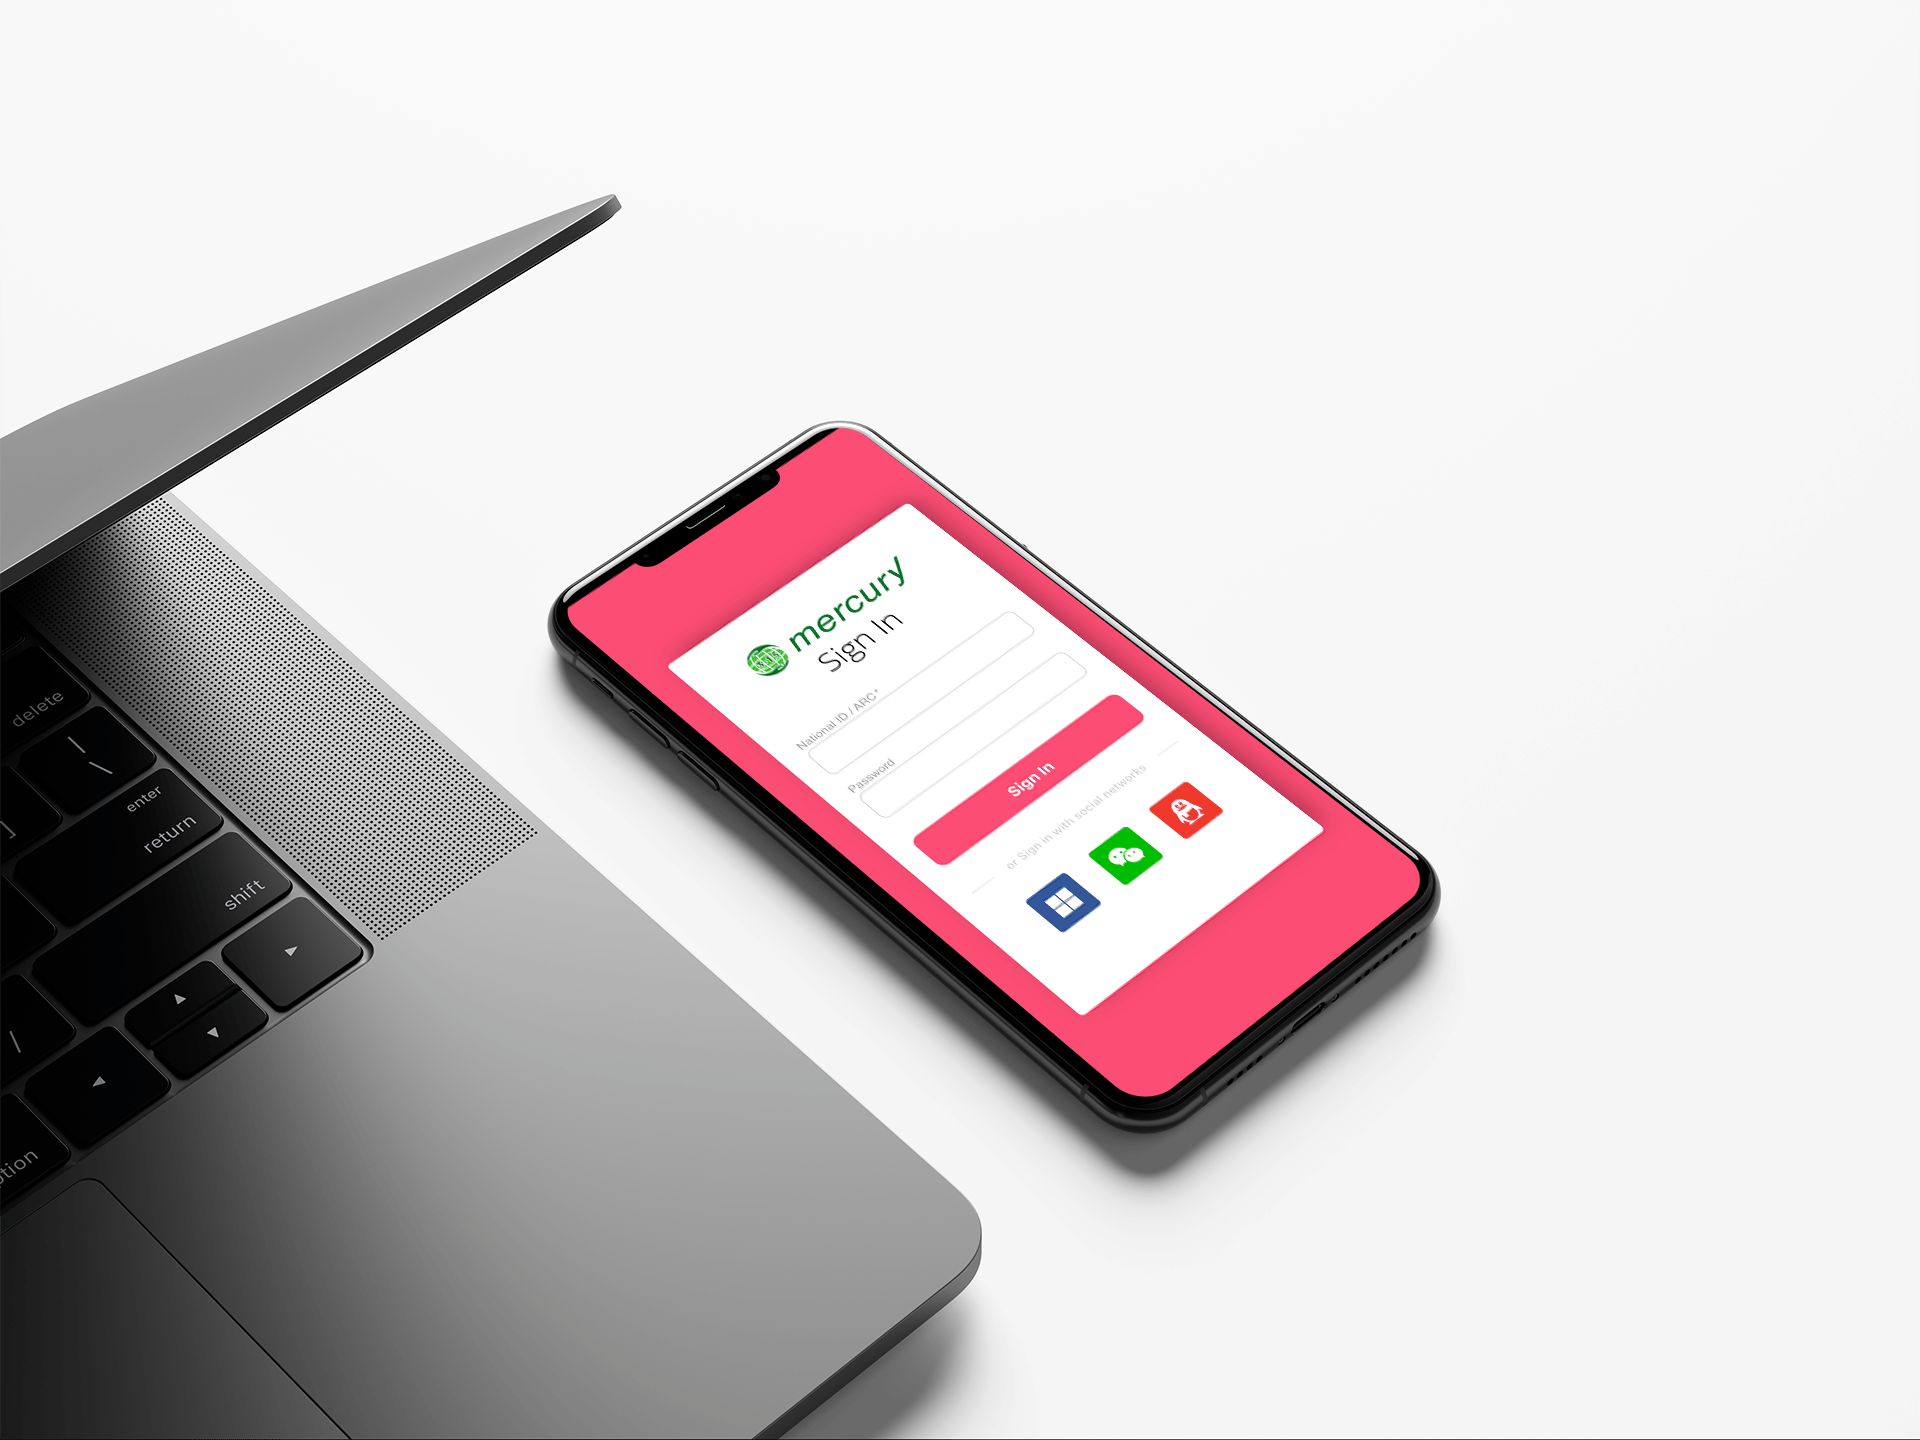 mercury
Sign In
National ID / ARC*
Password
Sign In
or Sign in with social networks
delete
|
\
]
enter
return
shift
/